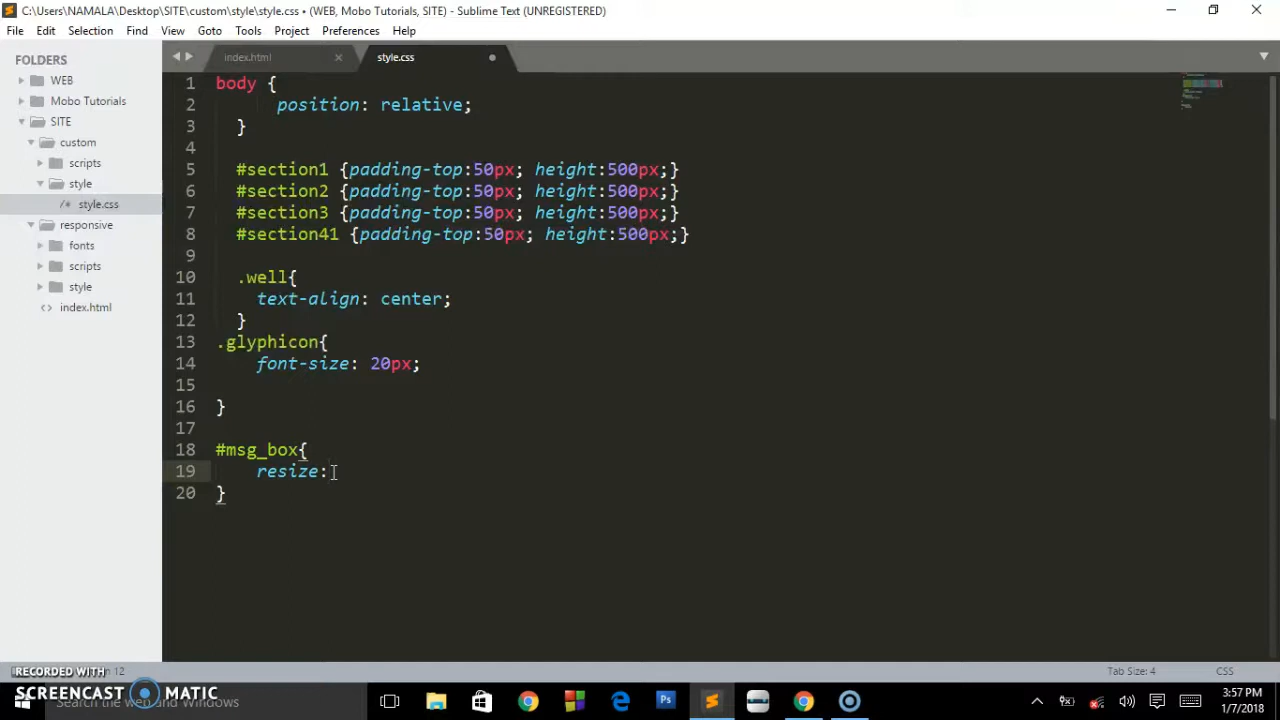 C:\Users\NAMALA\Desktop\SITE\custom\style\style.css • (WEB, Mobo Tutorials, SITE) - Sublime Text (UNREGISTERED)
File Edit Selection Find View Goto Tools Project Preferences Help
FOLDERS
WEB
Mobo Tutorials
SITE
custom
scripts
style
/* style.css
responsive
fonts
scripts
style
<> index.html
index.html
style.css
1 body {
2 position: relative;
3 }
4
5 #section1 {padding-top:50px; height:500px;}
6 #section2 {padding-top:50px; height:500px;}
7 #section3 {padding-top:50px; height:500px;}
8 #section41 {padding-top:50px; height:500px;}
9
10 .well{
11 text-align: center;
12 }
13 .glyphicon{
14 font-size: 20px;
15
16 }
17
18 #msg_box{
19 resize:
20 }
RECORDED WITH
SCREENCAST MATIC
12
Tab Size: 4
CSS
Search the web and Windows
Ps
3:57 PM
1/7/2018